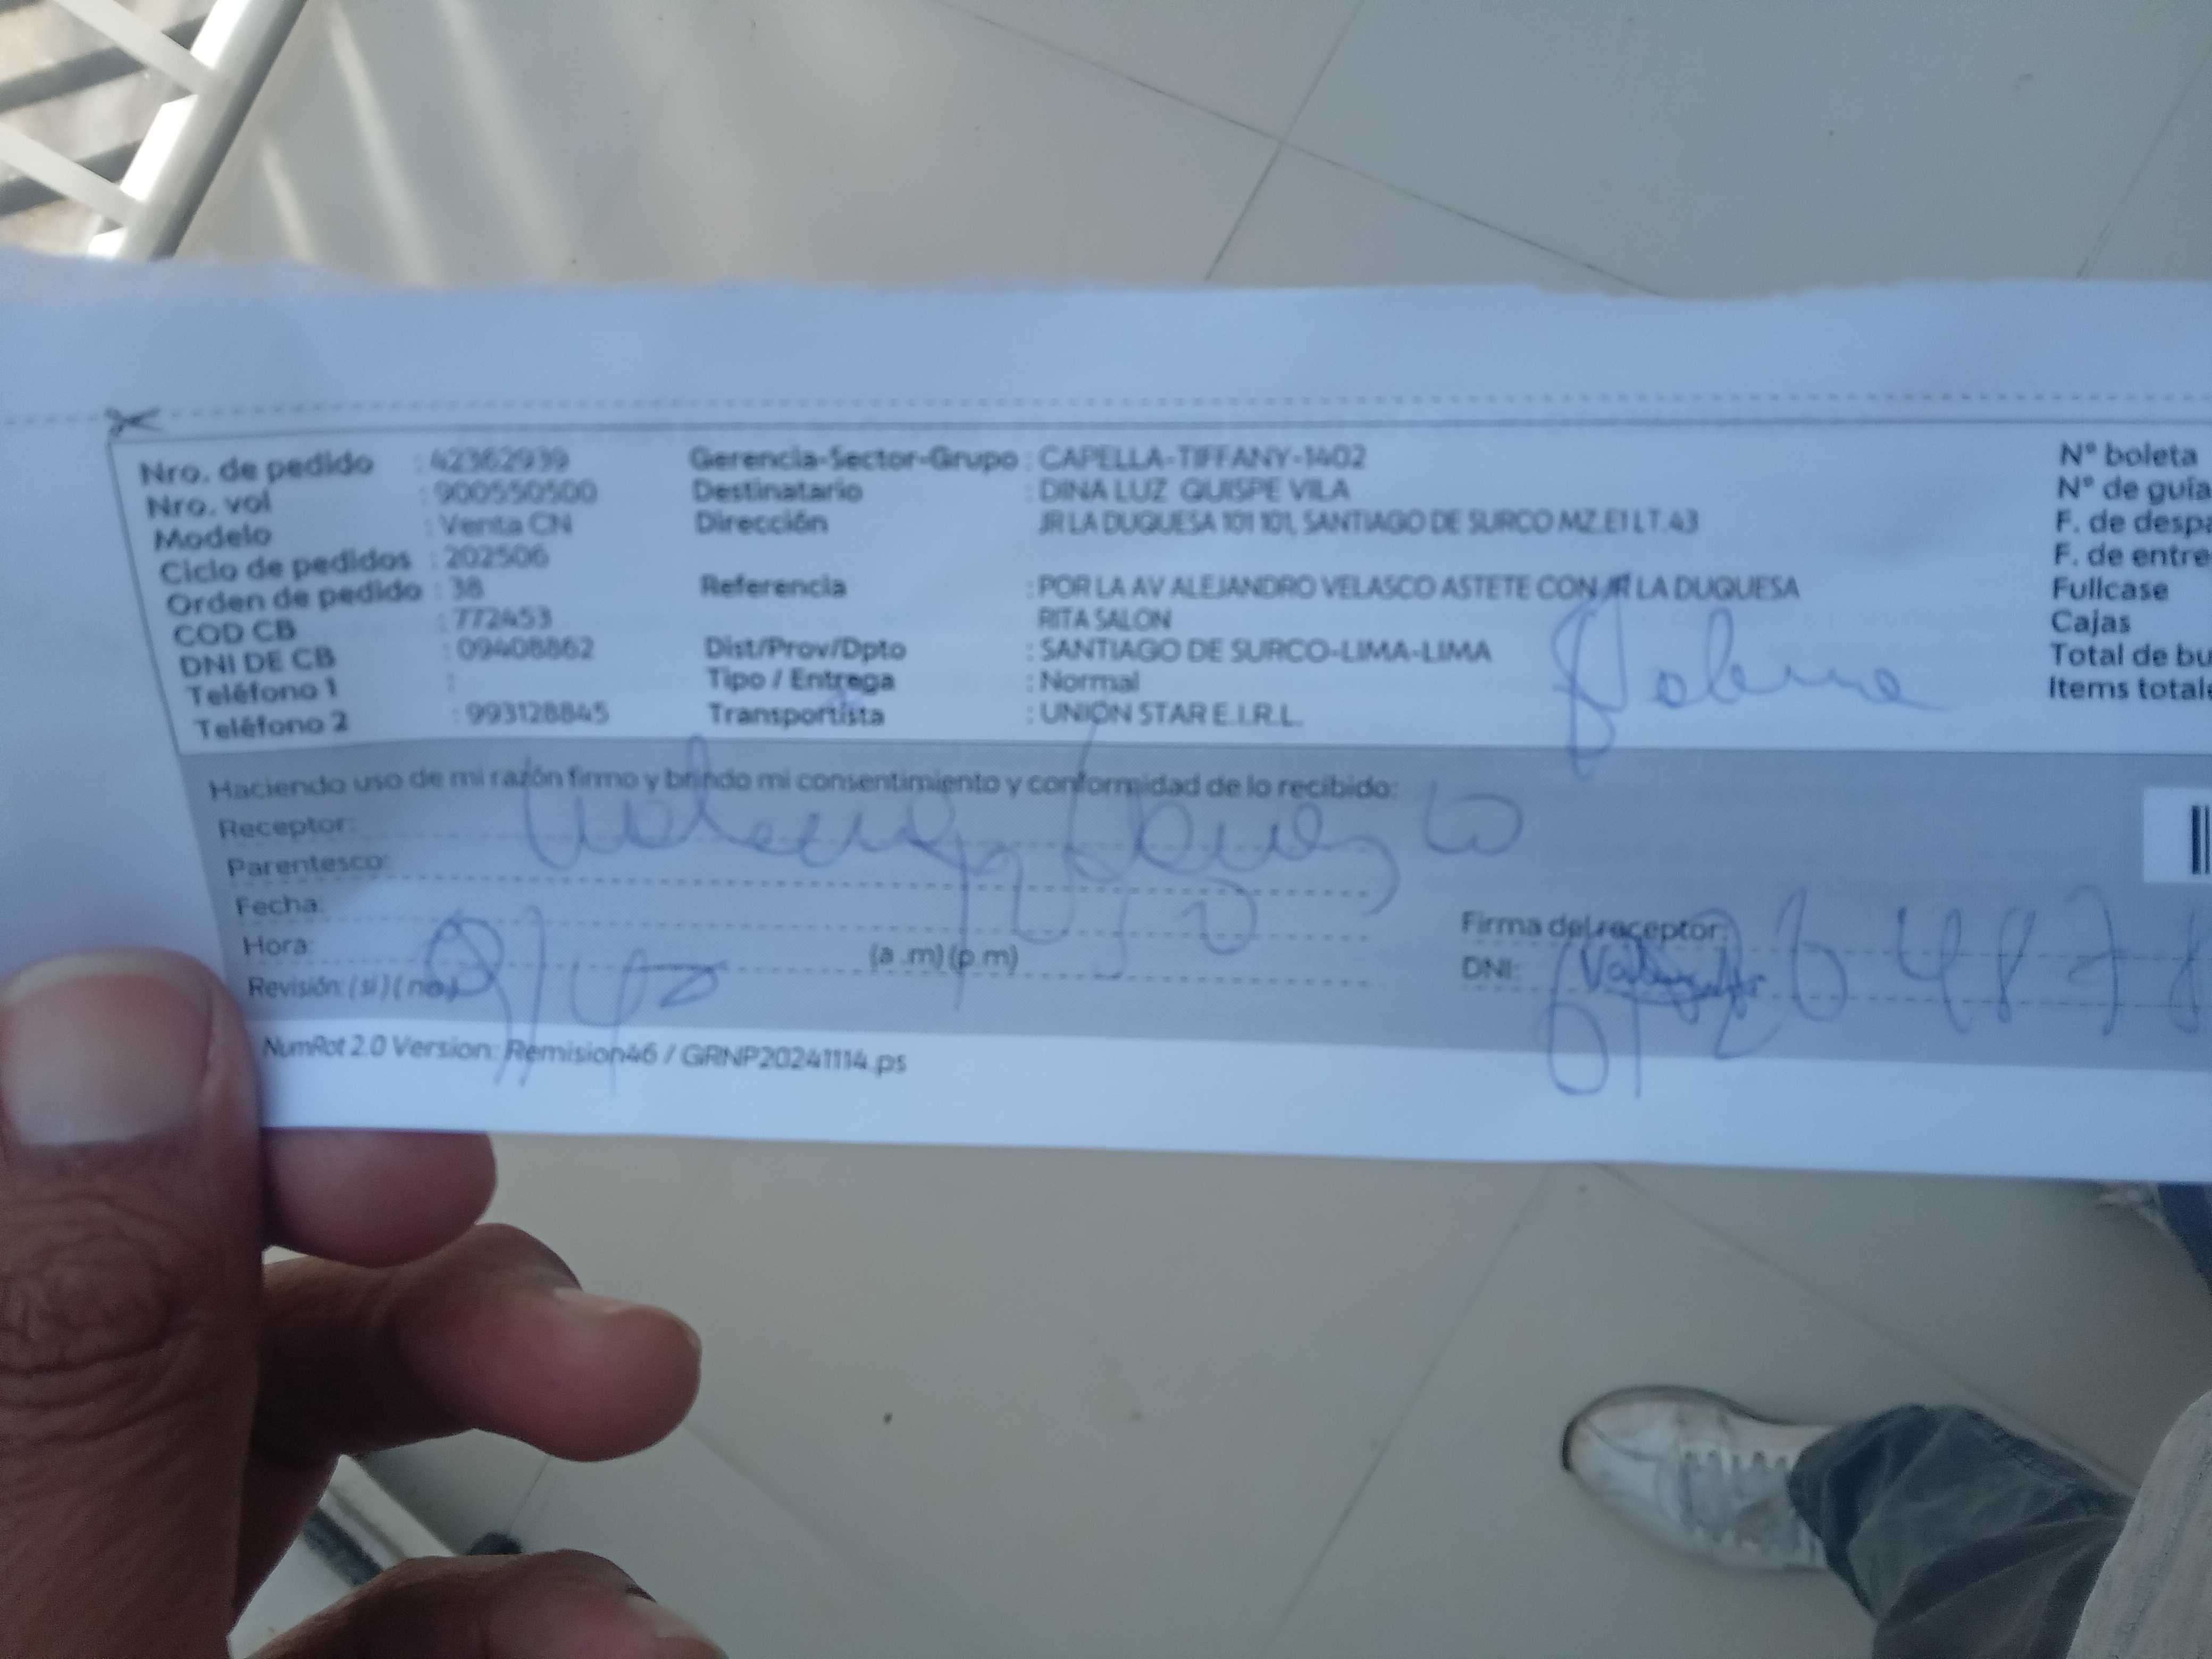 Nro. de pedido : 42362939
Nro. vol : 900550500
Modelo : Venta CN
Ciclo de pedidos : 202506
Orden de pedido : 38
COD CB : 772453
DNI DE CB : 09408862
Teléfono 1 :
Teléfono 2 : 993128845
Gerencia-Sector-Grupo : CAPELLA-TIFFANY-1402
Destinatario : DINA LUZ QUISPE VILA
Dirección : JR LA DUQUESA 101 101, SANTIAGO DE SURCO MZ.E1 LT.43
Referencia : POR LA AV ALEJANDRO VELASCO ASTETE CON JR LA DUQUESA
RITA SALON
Dist/Prov/Dpto : SANTIAGO DE SURCO-LIMA-LIMA
Tipo / Entrega : Normal
Transportista : UNION STAR E.I.R.L.
N° boleta
N° de guía
F. de despa
F. de entre
Fullcase
Cajas
Total de bu
Items totale
Haciendo uso de mi razón firmo y brindo mi consentimiento y conformidad de lo recibido:
Receptor:
Parentesco:
Fecha:
Hora: (a .m) (p.m)
Revisión: (si) ( no )
Firma del receptor:
DNI:
NumRot 2.0 Version: Remision46 / GRNP20241114.ps